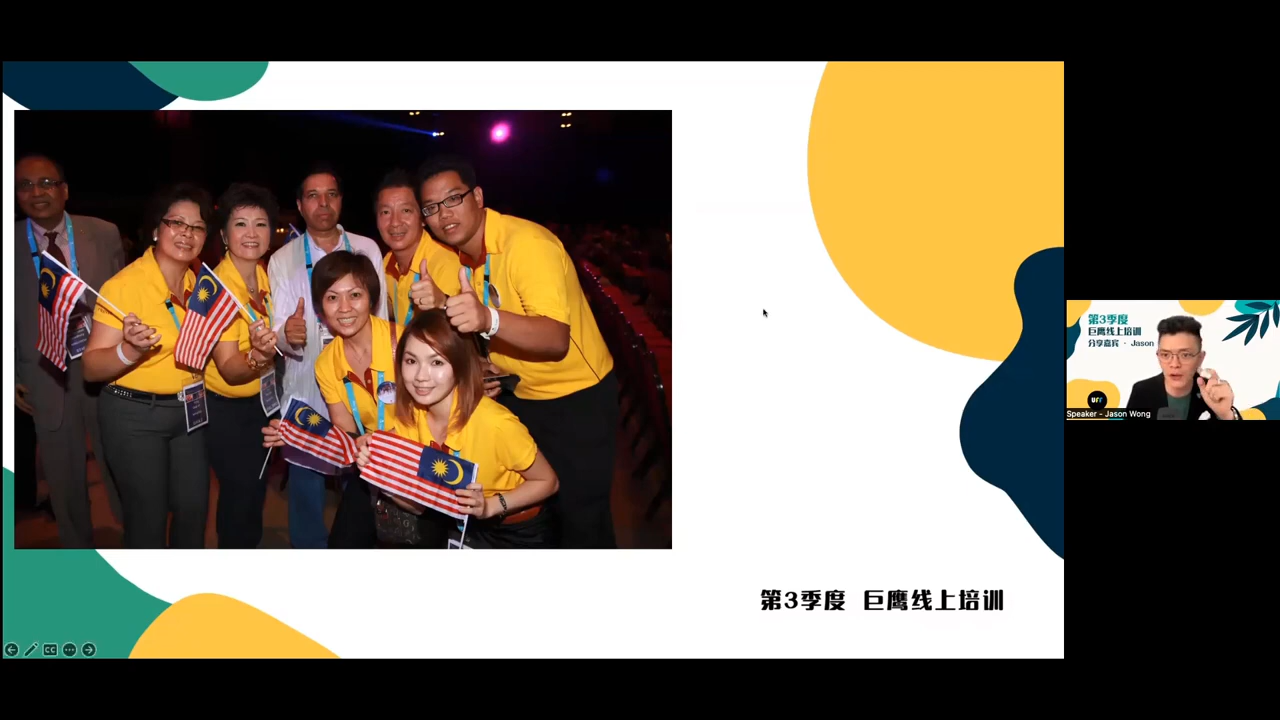 第3季度 巨鹰线上培训
CC
第3季度
巨鹰线上培训
分享嘉宾 - Jason
Speaker - Jason Wong